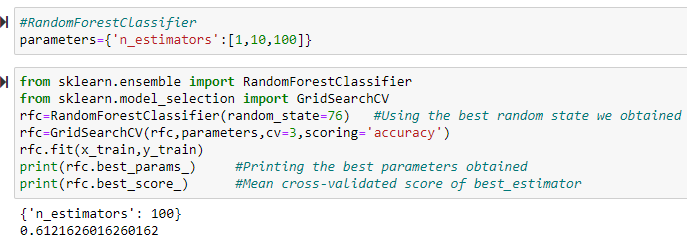 #RandomForestClassifier
parameters={'n_estimators':[1,10,100]}
from sklearn.ensemble import RandomForestClassifier
from sklearn.model_selection import GridSearchCV
rfc=RandomForestClassifier(random_state=76)   #Using the best random state we obtained
rfc=GridSearchCV(rfc,parameters,cv=3,scoring='accuracy')
rfc.fit(x_train,y_train)
print(rfc.best_params_)     #Printing the best parameters obtained
print(rfc.best_score_)      #Mean cross-validated score of best_estimator
{'n_estimators': 100}
0.6121626016260162